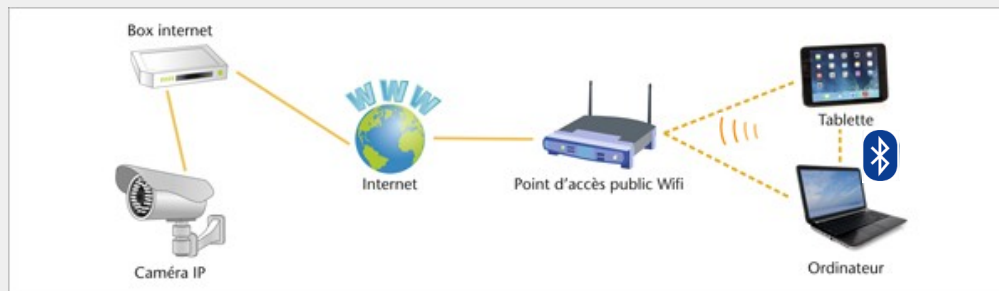 Box internet
WWW
Internet
Caméra IP
Point d'accès public Wifi
Tablette
Ordinateur